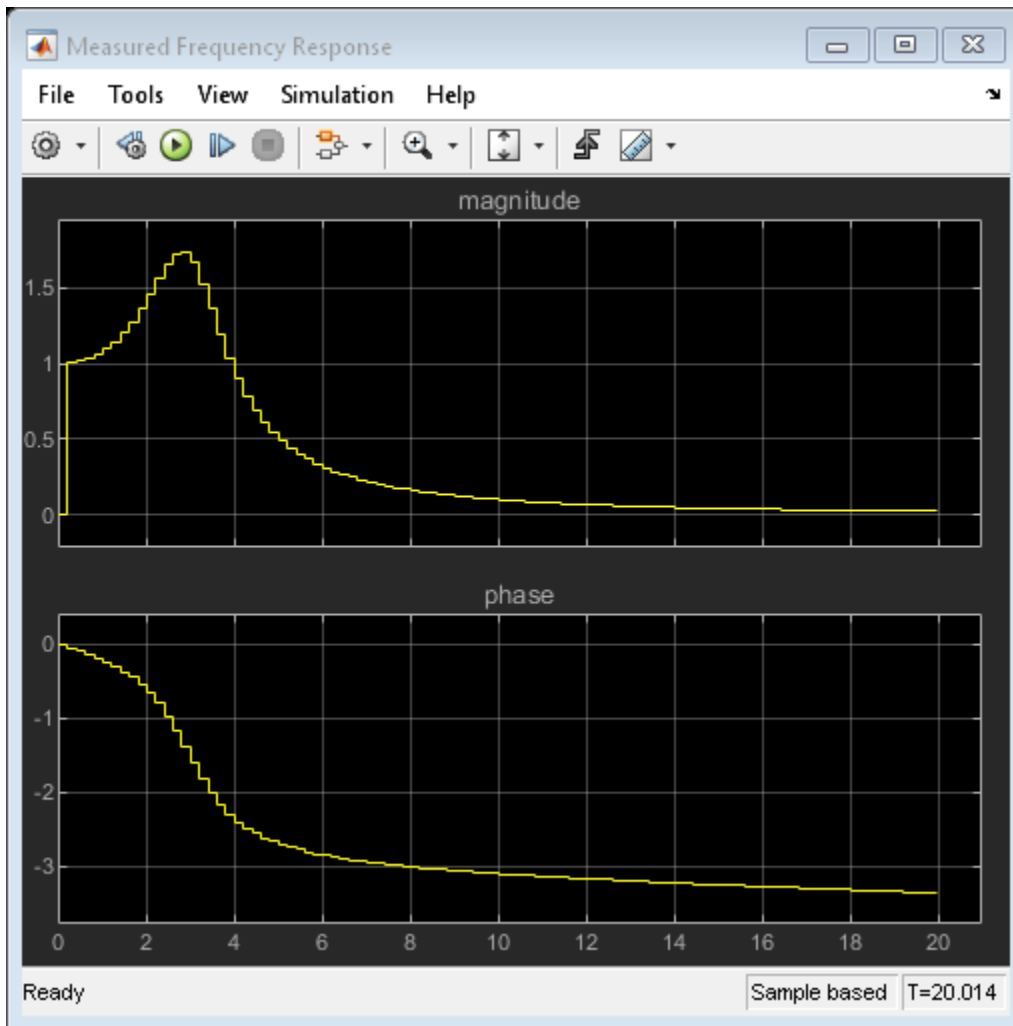 Measured Frequency Response
File Tools View Simulation Help
magnitude
1.5
1
0.5
0
phase
0
-1
-2
-3
0 2 4 6 8 10 12 14 16 18 20
Ready Sample based T=20.014